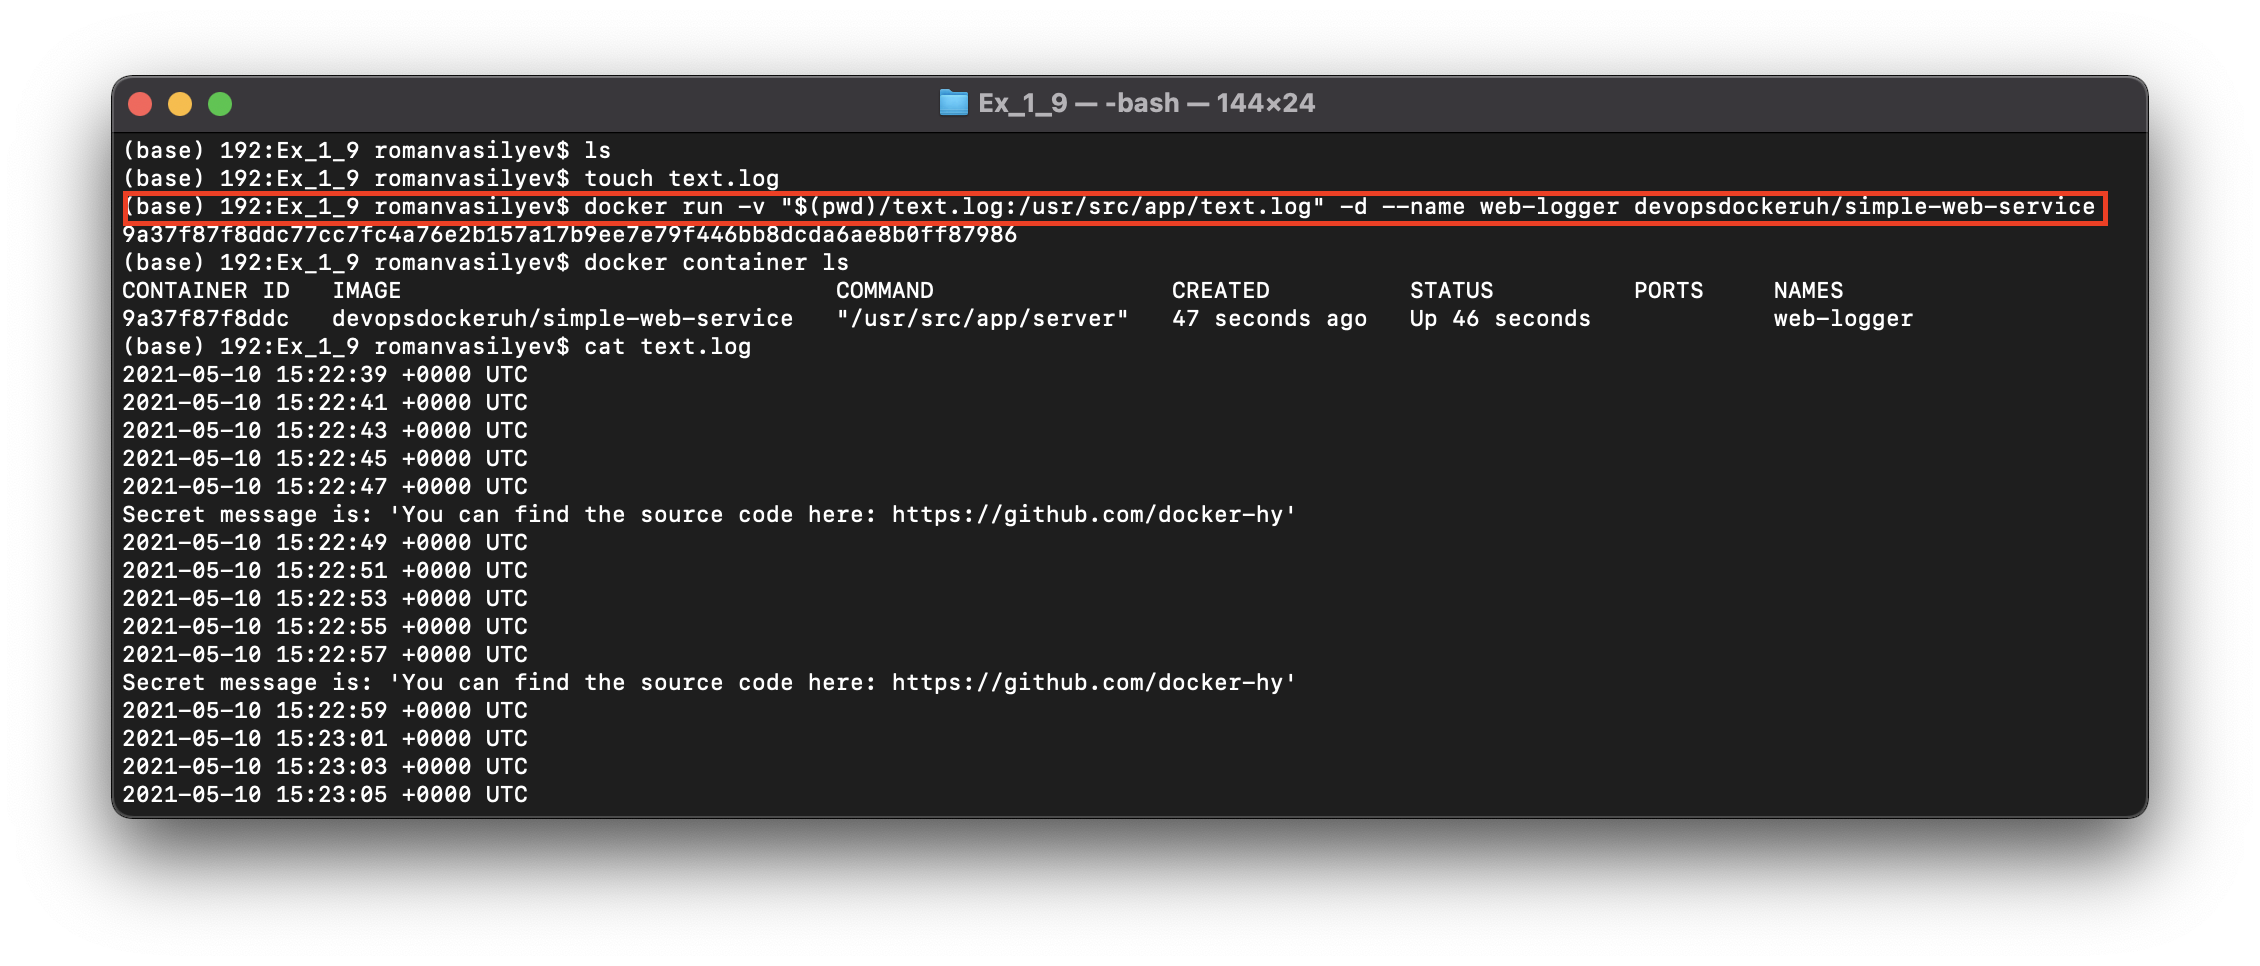 Ex_1_9 — -bash — 144×24
(base) 192:Ex_1_9 romanvasilyev$ ls
(base) 192:Ex_1_9 romanvasilyev$ touch text.log
(base) 192:Ex_1_9 romanvasilyev$ docker run -v "$(pwd)/text.log:/usr/src/app/text.log" -d --name web-logger devopsdockeruh/simple-web-service
9a37f87f8ddc77cc7fc4a76e2b157a17b9ee7e79f446bb8dcda6ae8b0ff87986
(base) 192:Ex_1_9 romanvasilyev$ docker container ls
CONTAINER ID   IMAGE                               COMMAND                 CREATED          STATUS          PORTS     NAMES
9a37f87f8ddc   devopsdockeruh/simple-web-service   "/usr/src/app/server"   47 seconds ago   Up 46 seconds             web-logger
(base) 192:Ex_1_9 romanvasilyev$ cat text.log
2021-05-10 15:22:39 +0000 UTC
2021-05-10 15:22:41 +0000 UTC
2021-05-10 15:22:43 +0000 UTC
2021-05-10 15:22:45 +0000 UTC
2021-05-10 15:22:47 +0000 UTC
Secret message is: 'You can find the source code here: https://github.com/docker-hy'
2021-05-10 15:22:49 +0000 UTC
2021-05-10 15:22:51 +0000 UTC
2021-05-10 15:22:53 +0000 UTC
2021-05-10 15:22:55 +0000 UTC
2021-05-10 15:22:57 +0000 UTC
Secret message is: 'You can find the source code here: https://github.com/docker-hy'
2021-05-10 15:22:59 +0000 UTC
2021-05-10 15:23:01 +0000 UTC
2021-05-10 15:23:03 +0000 UTC
2021-05-10 15:23:05 +0000 UTC